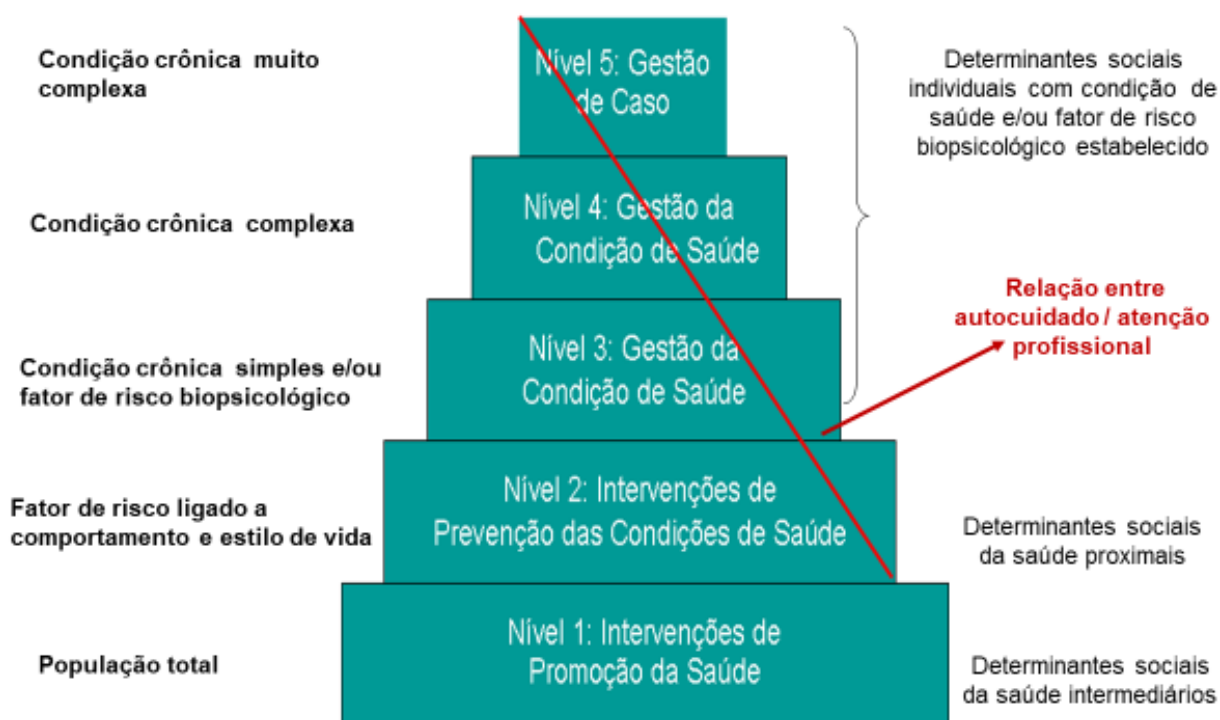 Condição crônica muito
complexa
Nível 5: Gestão
de Caso
Determinantes sociais
individuais com condição de
saúde e/ou fator de risco
biopsicológico estabelecido
Condição crônica complexa
Nível 4: Gestão da
Condição de Saúde
Relação entre
autocuidado / atenção
profissional
Condição crônica simples e/ou
fator de risco biopsicológico
Nível 3: Gestão da
Condição de Saúde
Fator de risco ligado a
comportamento e estilo de vida
Nível 2: Intervenções de
Prevenção das Condições de Saúde
Determinantes sociais
da saúde proximais
População total
Nível 1: Intervenções de
Promoção da Saúde
Determinantes sociais
da saúde intermediários